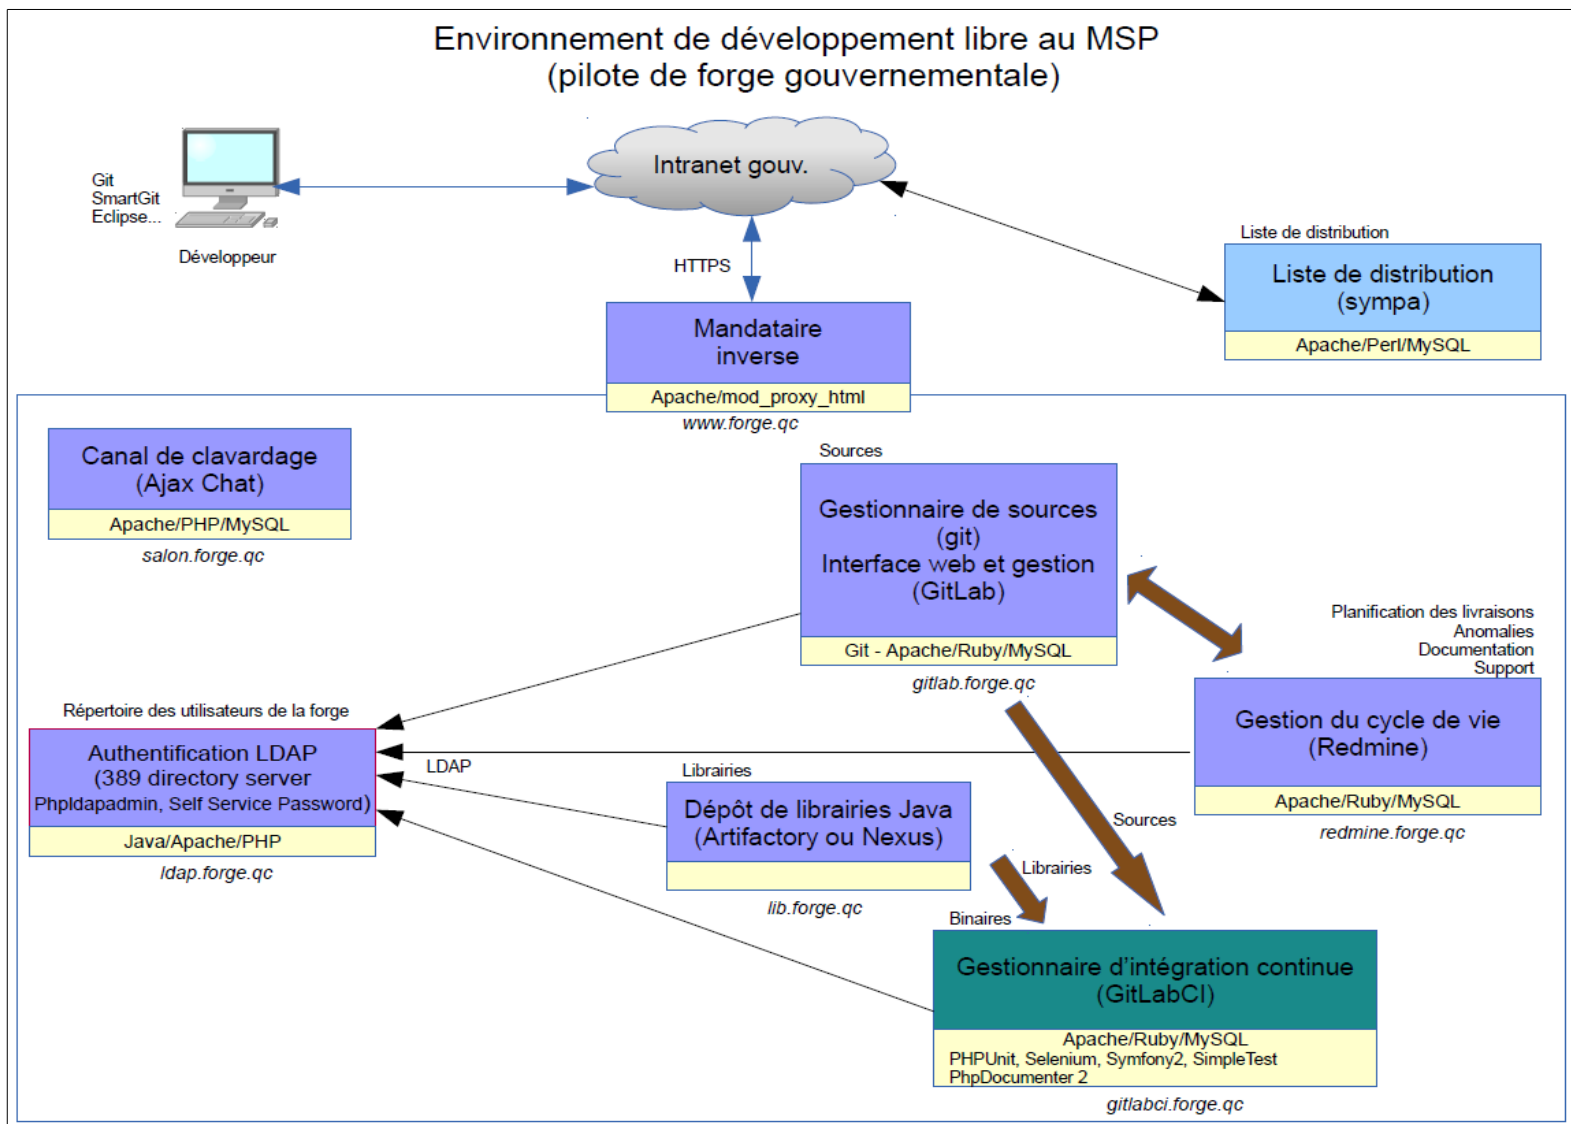 Environnement de développement libre au MSP
(pilote de forge gouvernementale)
Git
SmartGit
Eclipse...
Développeur
Intranet gouv.
HTTPS
Liste de distribution
Liste de distribution
(sympa)
Apache/Perl/MySQL
Mandataire
inverse
Apache/mod_proxy_html
www.forge.qc
Canal de clavardage
(Ajax Chat)
Apache/PHP/MySQL
salon.forge.qc
Sources
Gestionnaire de sources
(git)
Interface web et gestion
(GitLab)
Git - Apache/Ruby/MySQL
gitlab.forge.qc
Planification des livraisons
Anomalies
Documentation
Support
Gestion du cycle de vie
(Redmine)
Apache/Ruby/MySQL
redmine.forge.qc
Répertoire des utilisateurs de la forge
Authentification LDAP
(389 directory server
Phpldapadmin, Self Service Password)
Java/Apache/PHP
ldap.forge.qc
LDAP
Librairies
Dépôt de librairies Java
(Artifactory ou Nexus)
lib.forge.qc
Sources
Librairies
Binaires
Gestionnaire d'intégration continue
(GitLabCI)
Apache/Ruby/MySQL
PHPUnit, Selenium, Symfony2, SimpleTest
PhpDocumenter 2
gitlabci.forge.qc